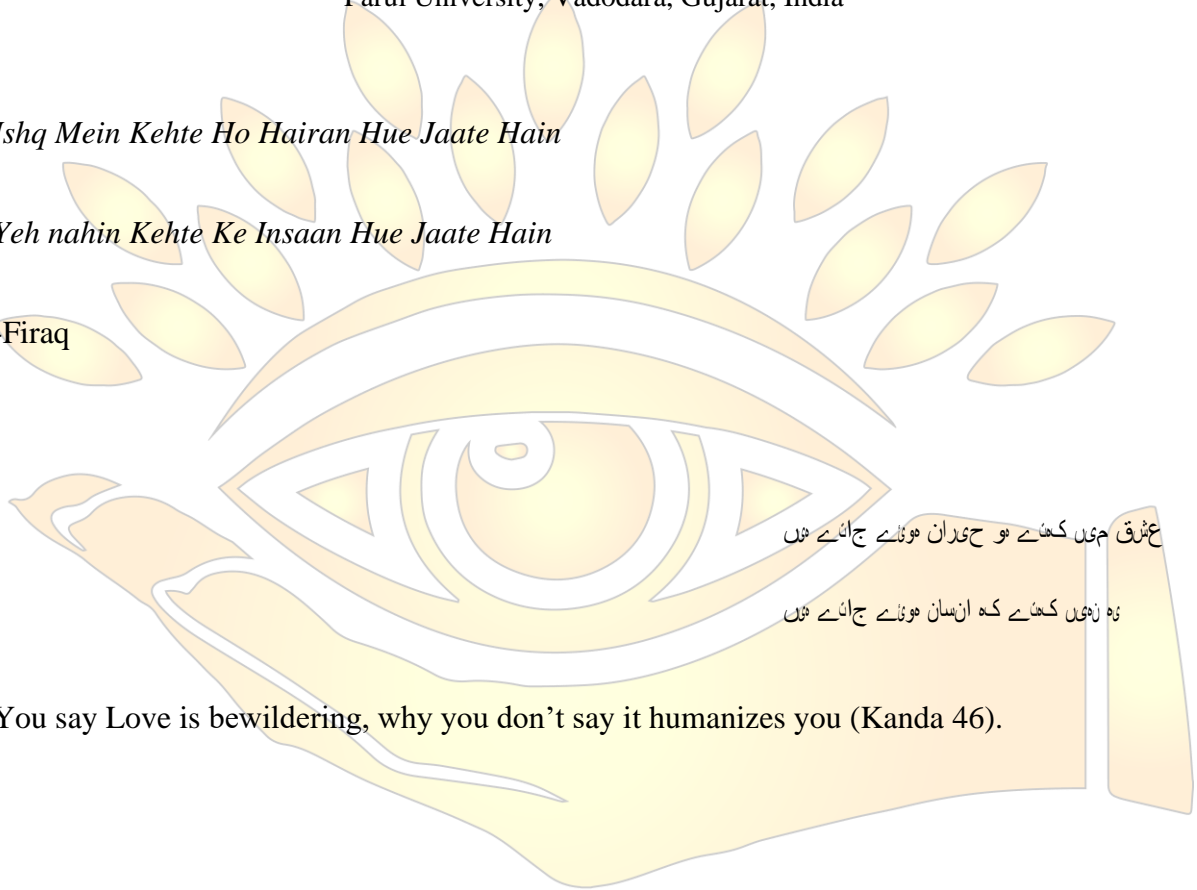 Parul University, Vadodara, Gujarat, India
Ishq Mein Kehte Ho Hairan Hue Jaate Hain
Yeh nahin Kehte Ke Insaan Hue Jaate Hain
-Firaq
عشق میں کہتے ہو حیران ہوئے جاتے ہیں
یہ نہیں کہتے کہ انسان ہوئے جاتے ہیں
You say Love is bewildering, why you don’t say it humanizes you (Kanda 46).